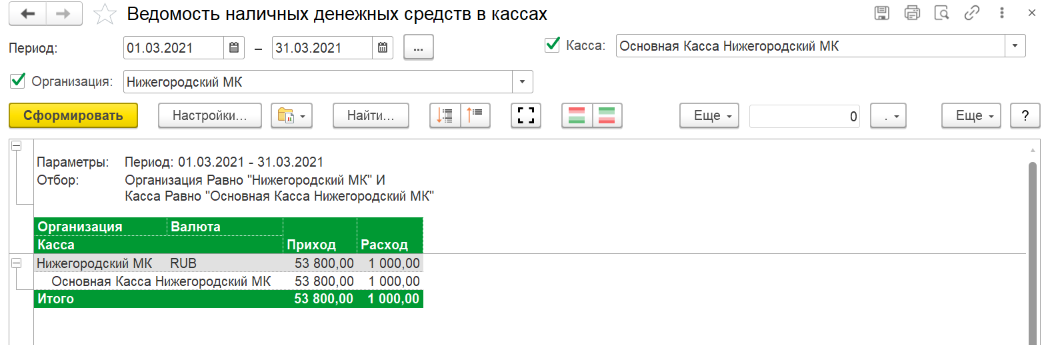 Ведомость наличных денежных средств в кассах
Период: 01.03.2021 – 31.03.2021 ... Касса: Основная Касса Нижегородский МК
Организация: Нижегородский МК
Сформировать Настройки... Найти... Еще 0 . Еще ?
Параметры: Период: 01.03.2021 - 31.03.2021
Отбор: Организация Равно "Нижегородский МК" И
Касса Равно "Основная Касса Нижегородский МК"
Организация Валюта
Касса Приход Расход
Нижегородский МК RUB 53 800,00 1 000,00
Основная Касса Нижегородский МК 53 800,00 1 000,00
Итого 53 800,00 1 000,00